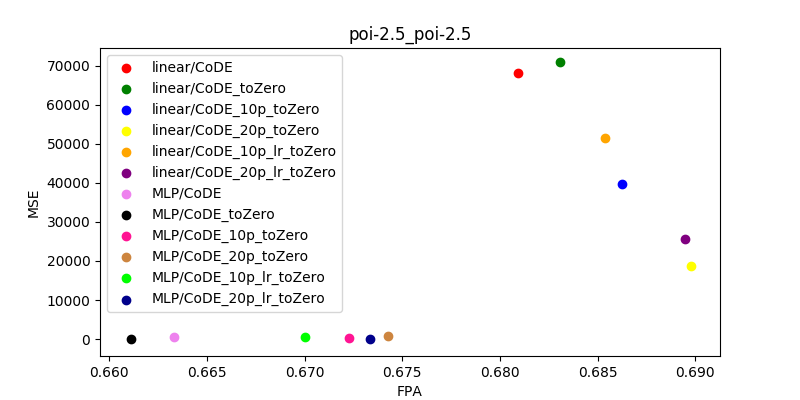 poi-2.5_poi-2.5
linear/CoDE
linear/CoDE_toZero
linear/CoDE_10p_toZero
linear/CoDE_20p_toZero
linear/CoDE_10p_lr_toZero
linear/CoDE_20p_lr_toZero
MLP/CoDE
MLP/CoDE_toZero
MLP/CoDE_10p_toZero
MLP/CoDE_20p_toZero
MLP/CoDE_10p_lr_toZero
MLP/CoDE_20p_lr_toZero
MSE
70000
60000
50000
40000
30000
20000
10000
0
0.660 0.665 0.670 0.675 0.680 0.685 0.690
FPA